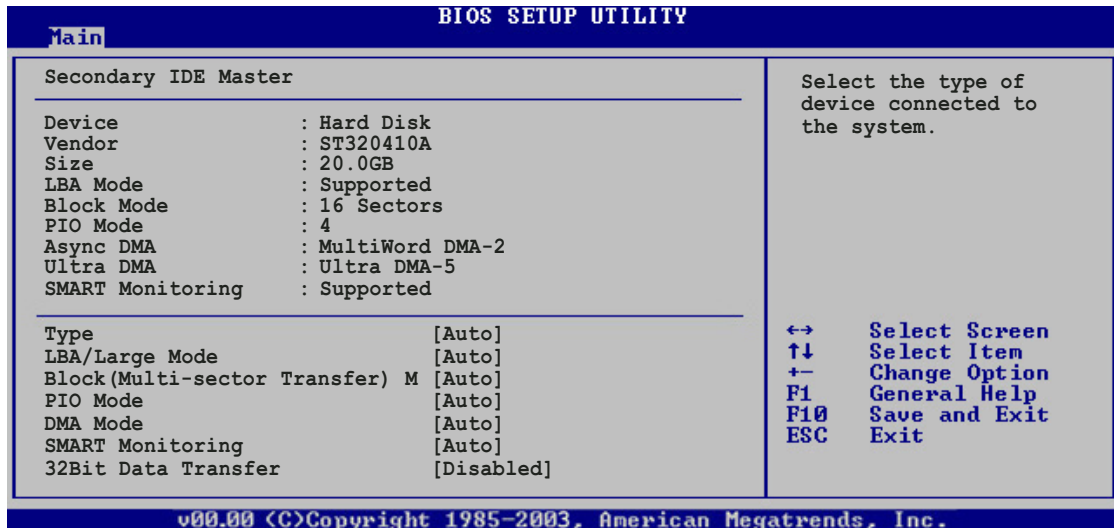 BIOS SETUP UTILITY
Main
Secondary IDE Master
Device : Hard Disk
Vendor : ST320410A
Size : 20.0GB
LBA Mode : Supported
Block Mode : 16 Sectors
PIO Mode : 4
Async DMA : MultiWord DMA-2
Ultra DMA : Ultra DMA-5
SMART Monitoring : Supported
Type [Auto]
LBA/Large Mode [Auto]
Block(Multi-sector Transfer) M [Auto]
PIO Mode [Auto]
DMA Mode [Auto]
SMART Monitoring [Auto]
32Bit Data Transfer [Disabled]
Select the type of
device connected to
the system.
←→ Select Screen
↑↓ Select Item
+- Change Option
F1 General Help
F10 Save and Exit
ESC Exit
v00.00 (C)Copyright 1985-2003, American Megatrends, Inc.